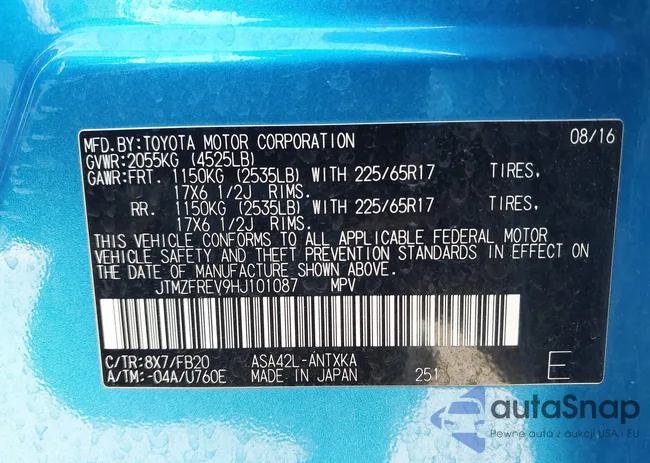 MFD.BY:TOYOTA MOTOR CORPORATION 08/16
GVWR:2055KG (4525LB)
GAWR:FRT. 1150KG (2535LB) WITH 225/65R17 TIRES,
17X6 1/2J RIMS.
RR. 1150KG (2535LB) WITH 225/65R17 TIRES,
17X6 1/2J RIMS.
THIS VEHICLE CONFORMS TO ALL APPLICABLE FEDERAL MOTOR
VEHICLE SAFETY AND THEFT PREVENTION STANDARDS IN EFFECT ON
THE DATE OF MANUFACTURE SHOWN ABOVE.
JTMZFREV9HJ101087 MPV
C/TR:8X7/FB20 ASA42L-ANTXKA
A/TM:-04A/U760E MADE IN JAPAN 251 E
autaSnap
Pewne auta z aukcji USA i EU